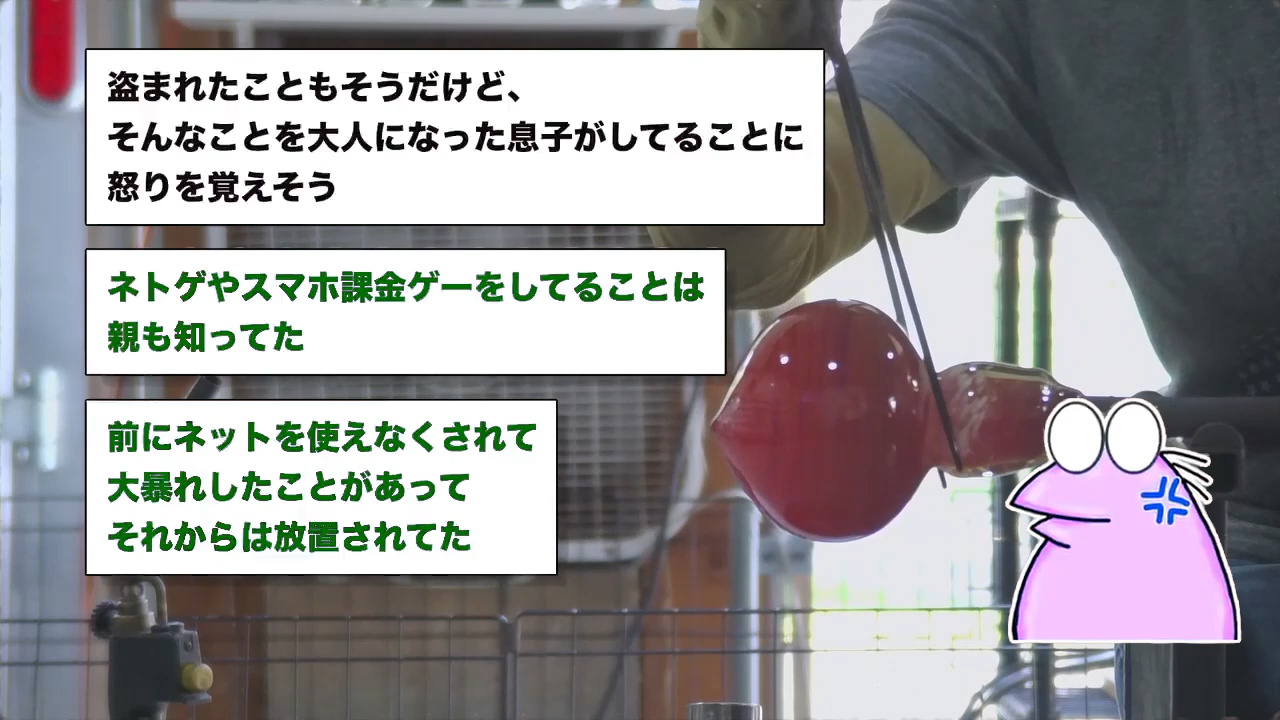 盗まれたこともそうだけど、
そんなことを大人になった息子がしてることに
怒りを覚えそう
ネトゲやスマホ課金ゲーをしてることは
親も知ってた
前にネットを使えなくされて
大暴れしたことがあって
それからは放置されてた